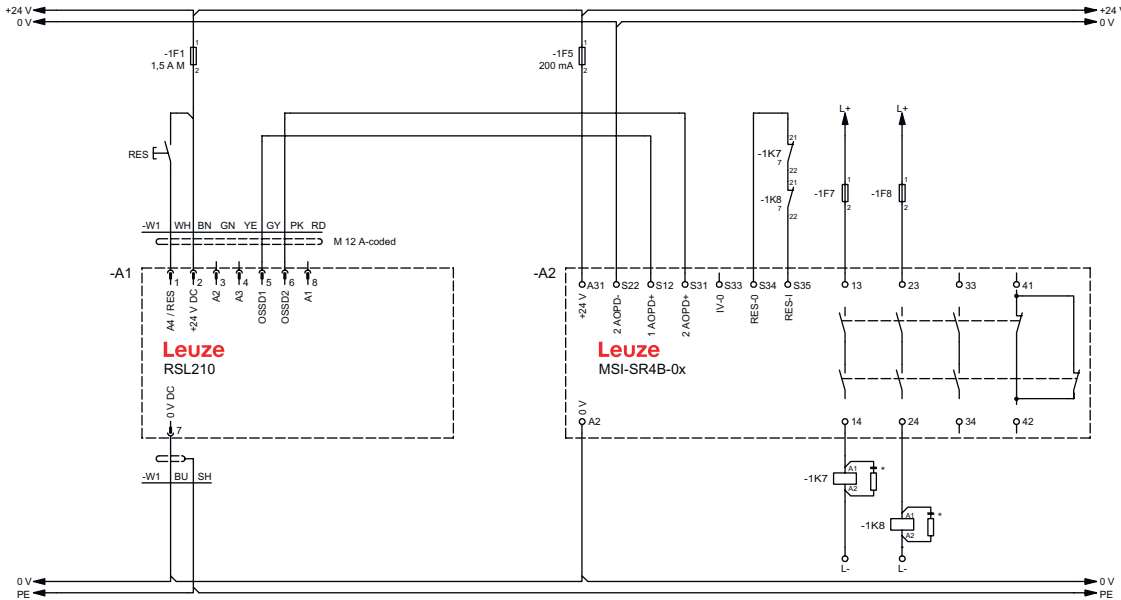 +24 V +24 V
0 V 0 V
-1F1 1 2
1,5 A M
-1F5 1 2
200 mA
L+ L+
RES
-1K7 21 7 22
-1K8 21 7 22
-1F7 1 2
-1F8 1 2
-W1 WH BN GN YE GY PK RD
M 12 A-coded
-A1
1 2 3 4 5 6 8
A4 / RES +24 V DC A2 A3 OSSD1 OSSD2 A1
Leuze
RSL210
0 V DC
7
-A2
A31 S22 S12 S31 S33 S34 S35 13 23 33 41
+24 V 2 AOPD- 1 AOPD+ 2 AOPD+ IV-0 RES-0 RES-I
Leuze
MSI-SR4B-0x
0 V
A2 14 24 34 42
-W1 BU SH
-1K7 A1 A2 *
-1K8 A1 A2 *
L- L-
0 V 0 V
PE PE